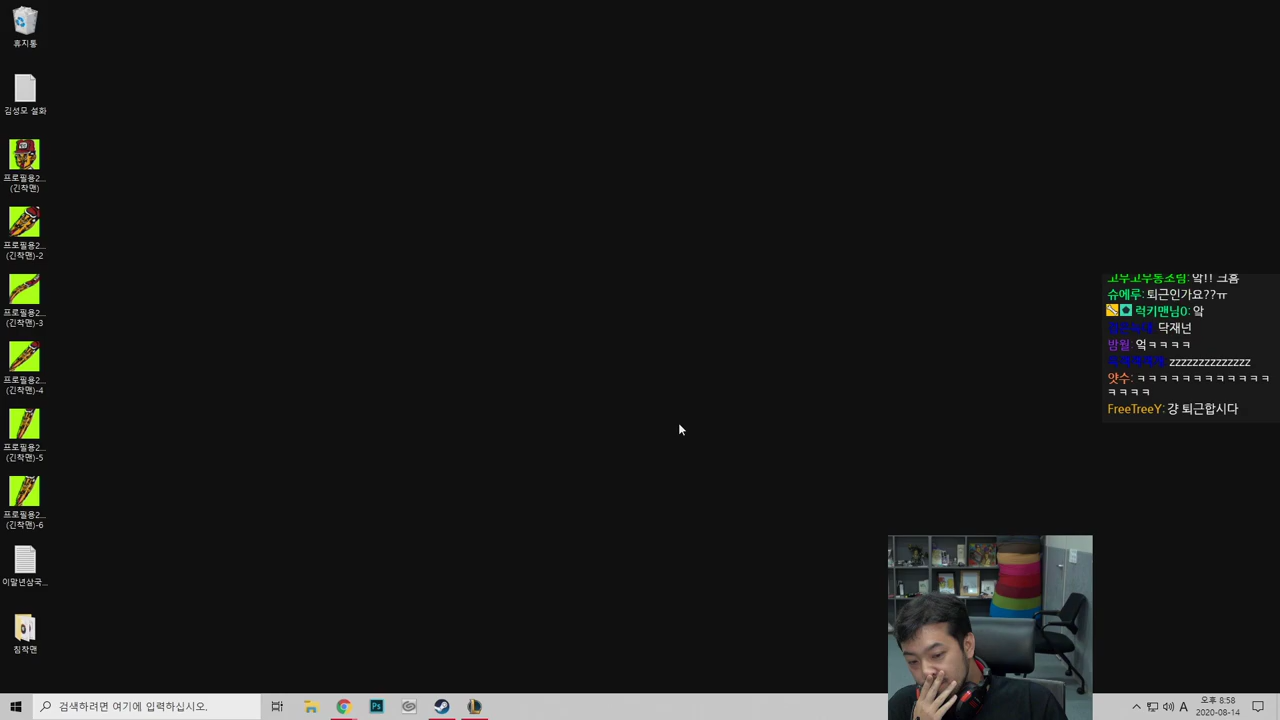 휴지통
김성모 설화
프로필용2...
(긴착맨)
프로필용2...
(긴착맨)-2
프로필용2...
(긴착맨)-3
프로필용2...
(긴착맨)-4
프로필용2...
(긴착맨)-5
프로필용2...
(긴착맨)-6
이말년삼국...
침착맨
슈에루: 퇴근인가요??ㅠ
럭키맨님0: 앜
닥재넌
밤월: 엌ㅋㅋㅋㅋ
zzzzzzzzzzzzzz
얏수: ㅋㅋㅋㅋㅋㅋㅋㅋㅋㅋㅋㅋ
ㅋㅋㅋㅋ
FreeTreeY: 걍 퇴근합시다
검색하려면 여기에 입력하십시오.
Ps
A
오후 8:58
2020-08-14